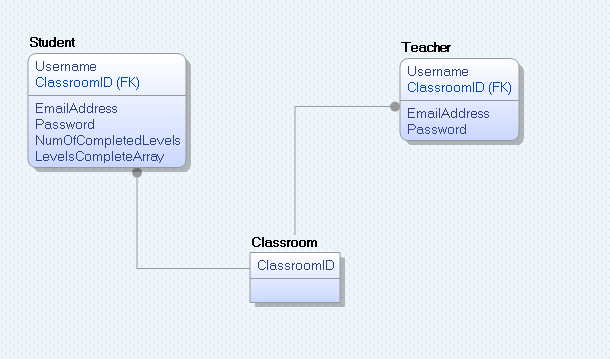 Student
Username
ClassroomID (FK)
EmailAddress
Password
NumOfCompletedLevels
LevelsCompleteArray
Teacher
Username
ClassroomID (FK)
EmailAddress
Password
Classroom
ClassroomID